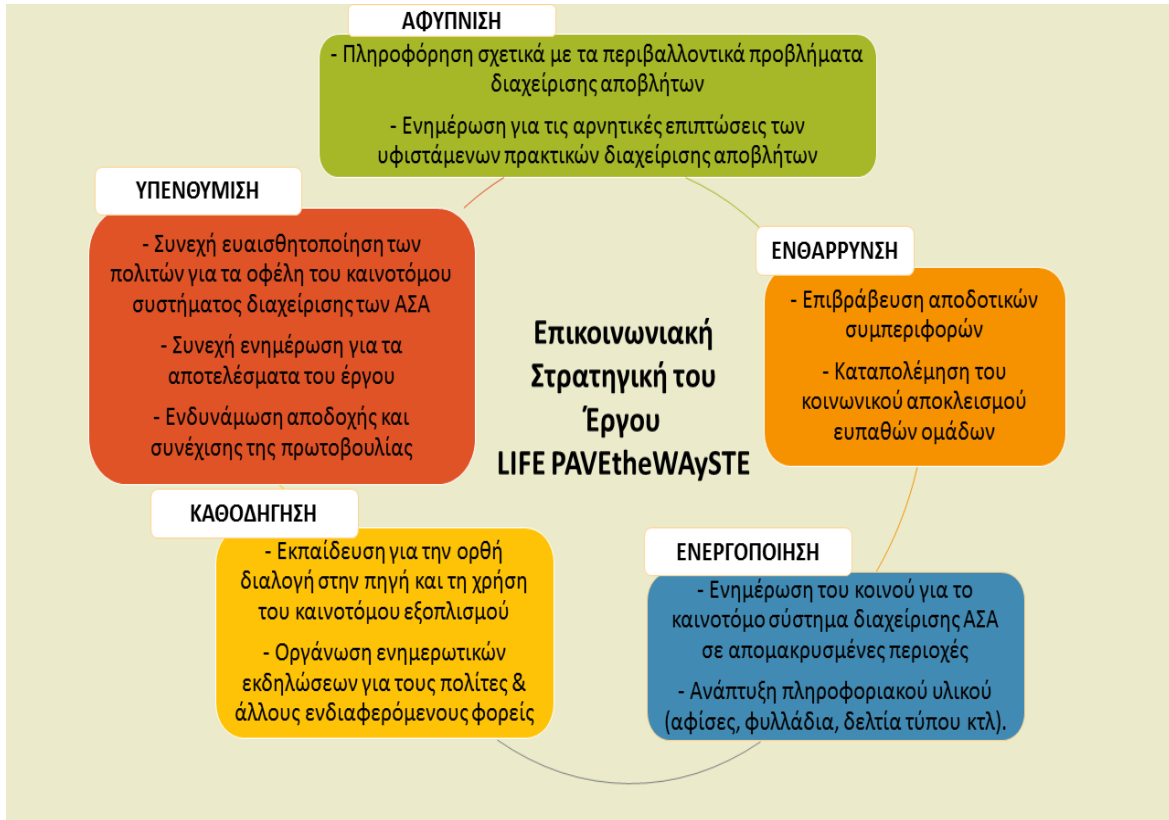 ΑΦΥΠΝΙΣΗ
- Πληροφόρηση σχετικά με τα περιβαλλοντικά προβλήματα
διαχείρισης αποβλήτων
- Ενημέρωση για τις αρνητικές επιπτώσεις των
υφιστάμενων πρακτικών διαχείρισης αποβλήτων
ΕΝΘΑΡΡΥΝΣΗ
- Επιβράβευση αποδοτικών
συμπεριφορών
- Καταπολέμηση του
κοινωνικού αποκλεισμού
ευπαθών ομάδων
ΕΝΕΡΓΟΠΟΙΗΣΗ
- Ενημέρωση του κοινού για το
καινοτόμο σύστημα διαχείρισης ΑΣΑ
σε απομακρυσμένες περιοχές
- Ανάπτυξη πληροφοριακού υλικού
(αφίσες, φυλλάδια, δελτία τύπου κτλ).
ΚΑΘΟΔΗΓΗΣΗ
- Εκπαίδευση για την ορθή
διαλογή στην πηγή και τη χρήση
του καινοτόμου εξοπλισμού
- Οργάνωση ενημερωτικών
εκδηλώσεων για τους πολίτες &
άλλους ενδιαφερόμενους φορείς
ΥΠΕΝΘΥΜΙΣΗ
- Συνεχή ευαισθητοποίηση των
πολιτών για τα οφέλη του καινοτόμου
συστήματος διαχείρισης των ΑΣΑ
- Συνεχή ενημέρωση για τα
αποτελέσματα του έργου
- Ενδυνάμωση αποδοχής και
συνέχισης της πρωτοβουλίας
Επικοινωνιακή
Στρατηγική του
Έργου
LIFE PAVEtheWAySTE